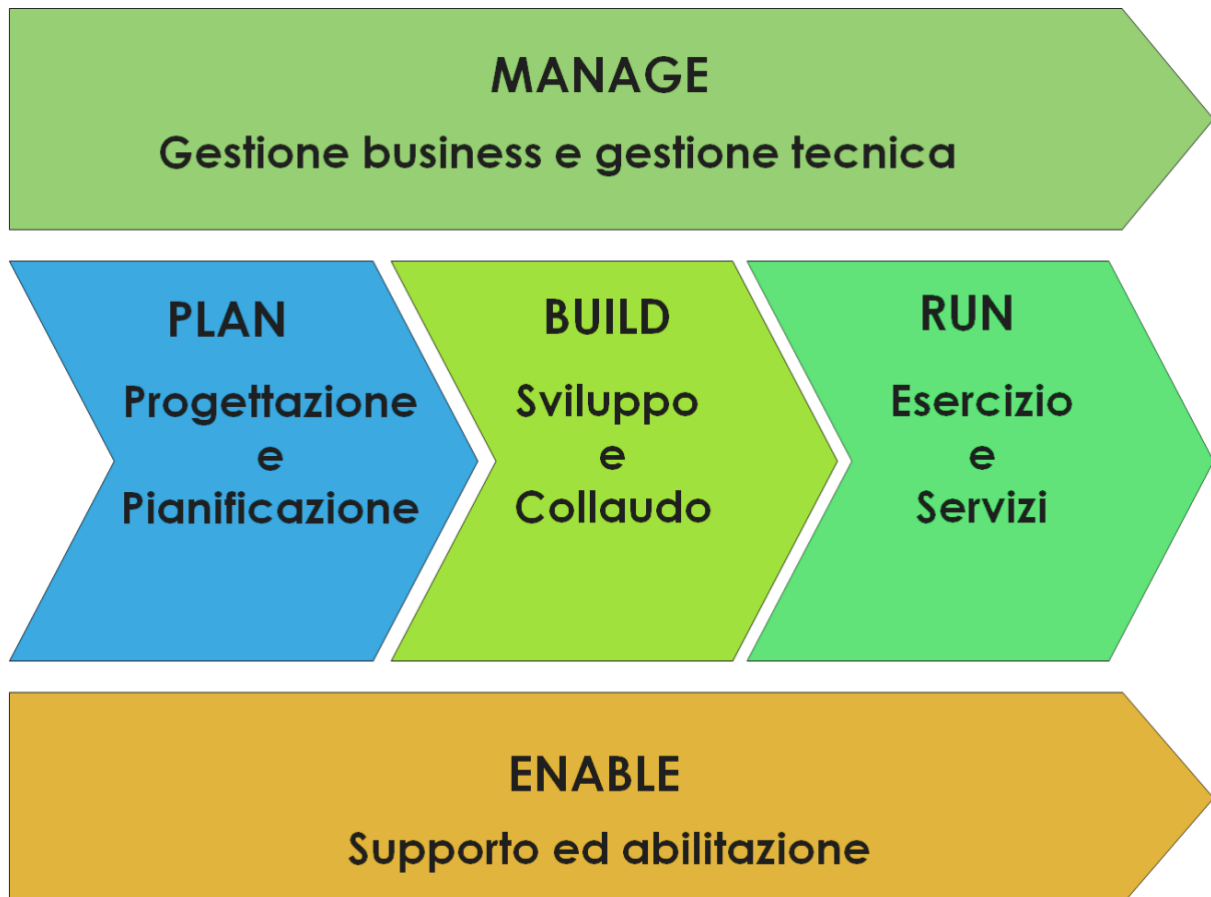 MANAGE
Gestione business e gestione tecnica
PLAN
Progettazione
e
Pianificazione
BUILD
Sviluppo
e
Collaudo
RUN
Esercizio
e
Servizi
ENABLE
Supporto ed abilitazione